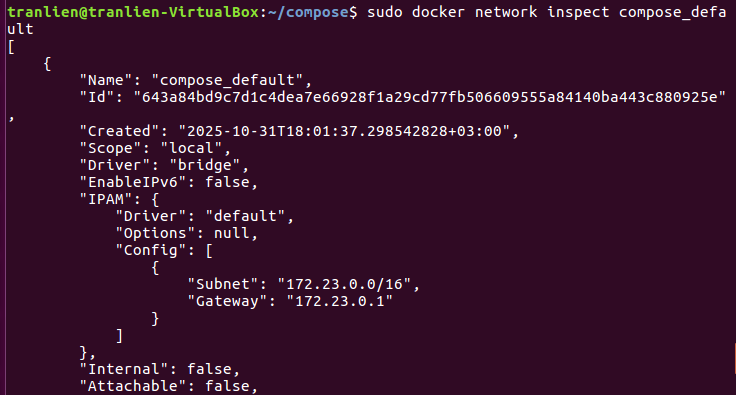 tranlien@tranlien-VirtualBox:~/compose$ sudo docker network inspect compose_defa
ult
[
    {
        "Name": "compose_default",
        "Id": "643a84bd9c7d1c4dea7e66928f1a29cd77fb506609555a84140ba443c880925e"
,
        "Created": "2025-10-31T18:01:37.298542828+03:00",
        "Scope": "local",
        "Driver": "bridge",
        "EnableIPv6": false,
        "IPAM": {
            "Driver": "default",
            "Options": null,
            "Config": [
                {
                    "Subnet": "172.23.0.0/16",
                    "Gateway": "172.23.0.1"
                }
            ]
        },
        "Internal": false,
        "Attachable": false,